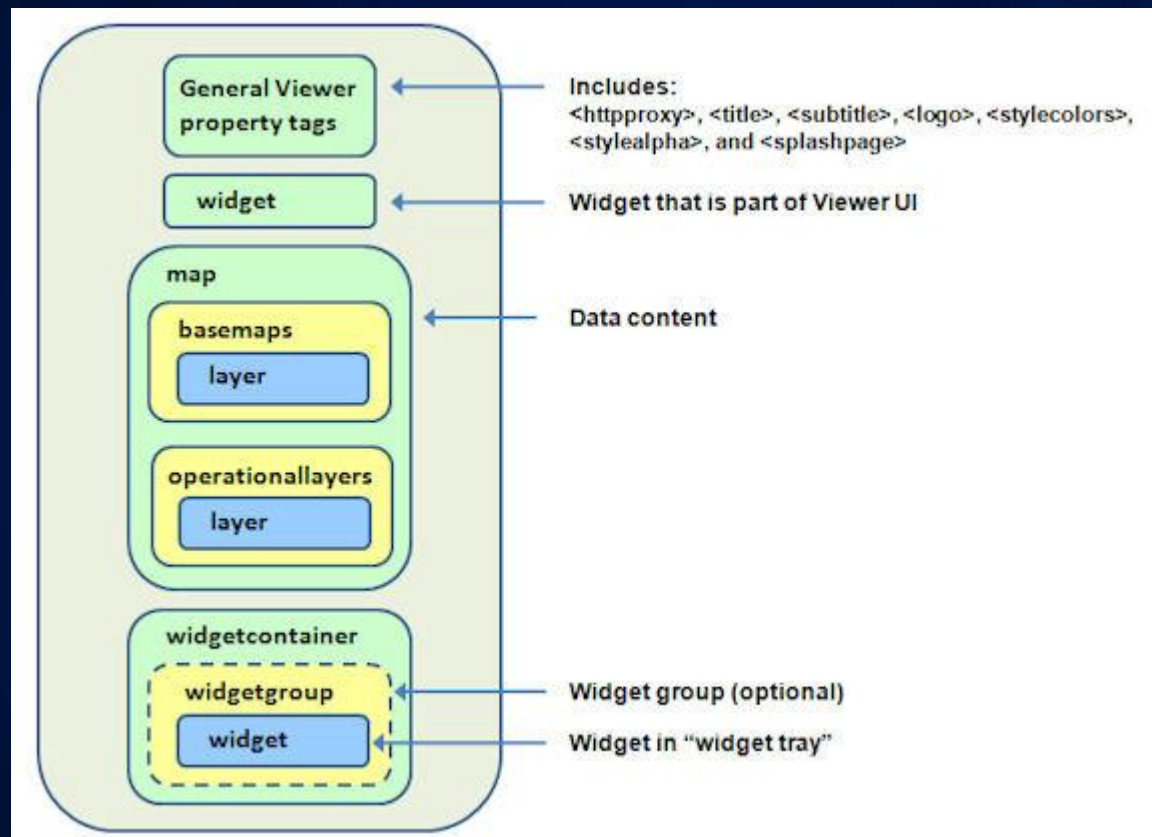 General Viewer
property tags
Includes:
<httpproxy>, <title>, <subtitle>, <logo>, <stylecolors>,
<stylealpha>, and <splashpage>
widget
Widget that is part of Viewer UI
map
Data content
basemaps
layer
operationallayers
layer
widgetcontainer
widgetgroup
Widget group (optional)
widget
Widget in “widget tray”